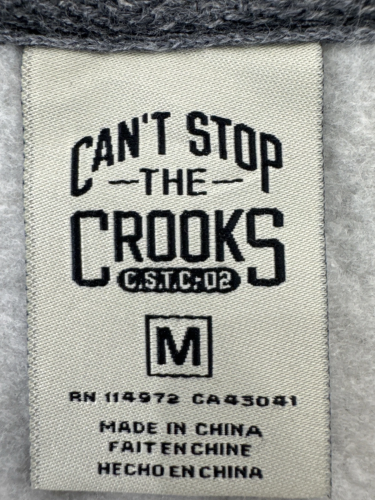 CAN'T STOP
-THE-
CROOKS
C.S.T.C-02
M
RN 114972 CA43041
MADE IN CHINA
FAIT EN CHINE
HECHO EN CHINA